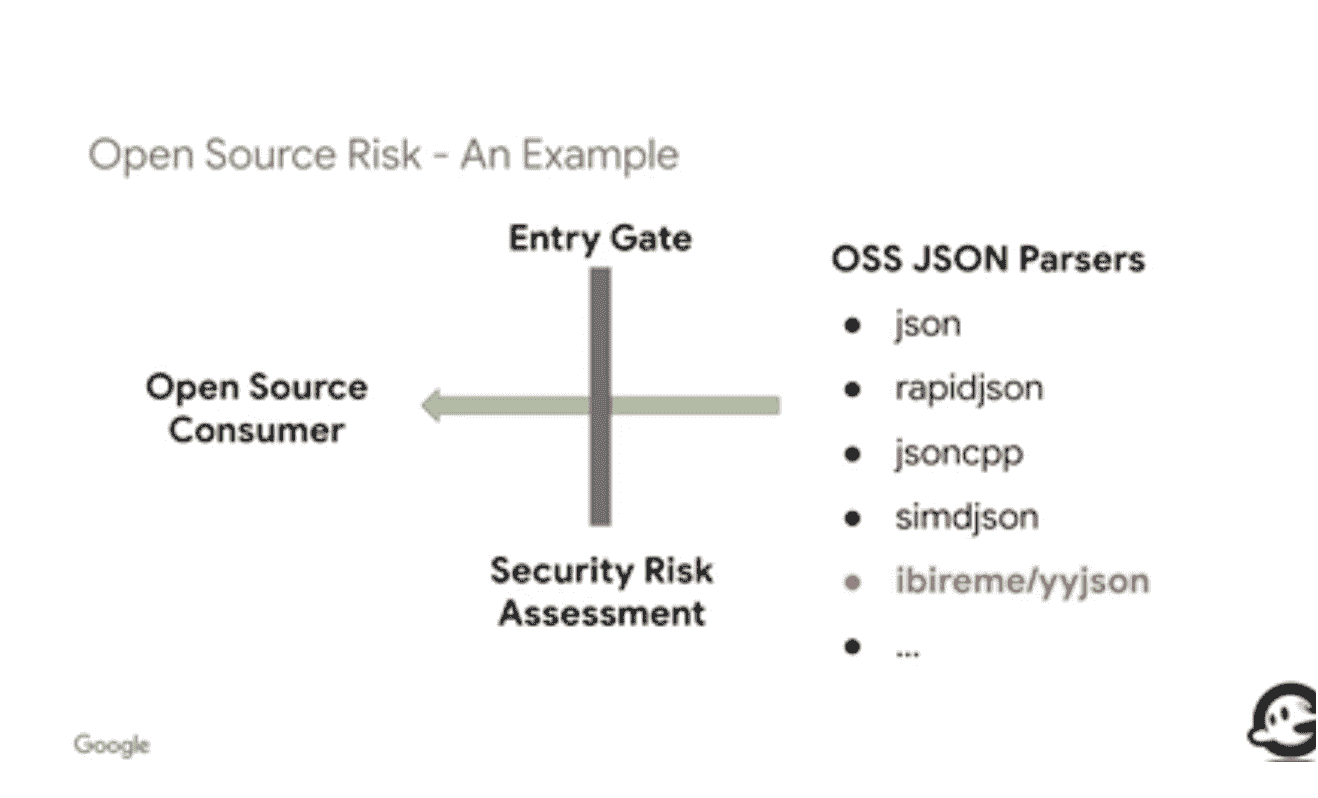 Open Source Risk - An Example
Entry Gate
Open Source
Consumer
Security Risk
Assessment
OSS JSON Parsers
● json
● rapidjson
● jsoncpp
● simdjson
● ibireme/yyjson
● ...
Google